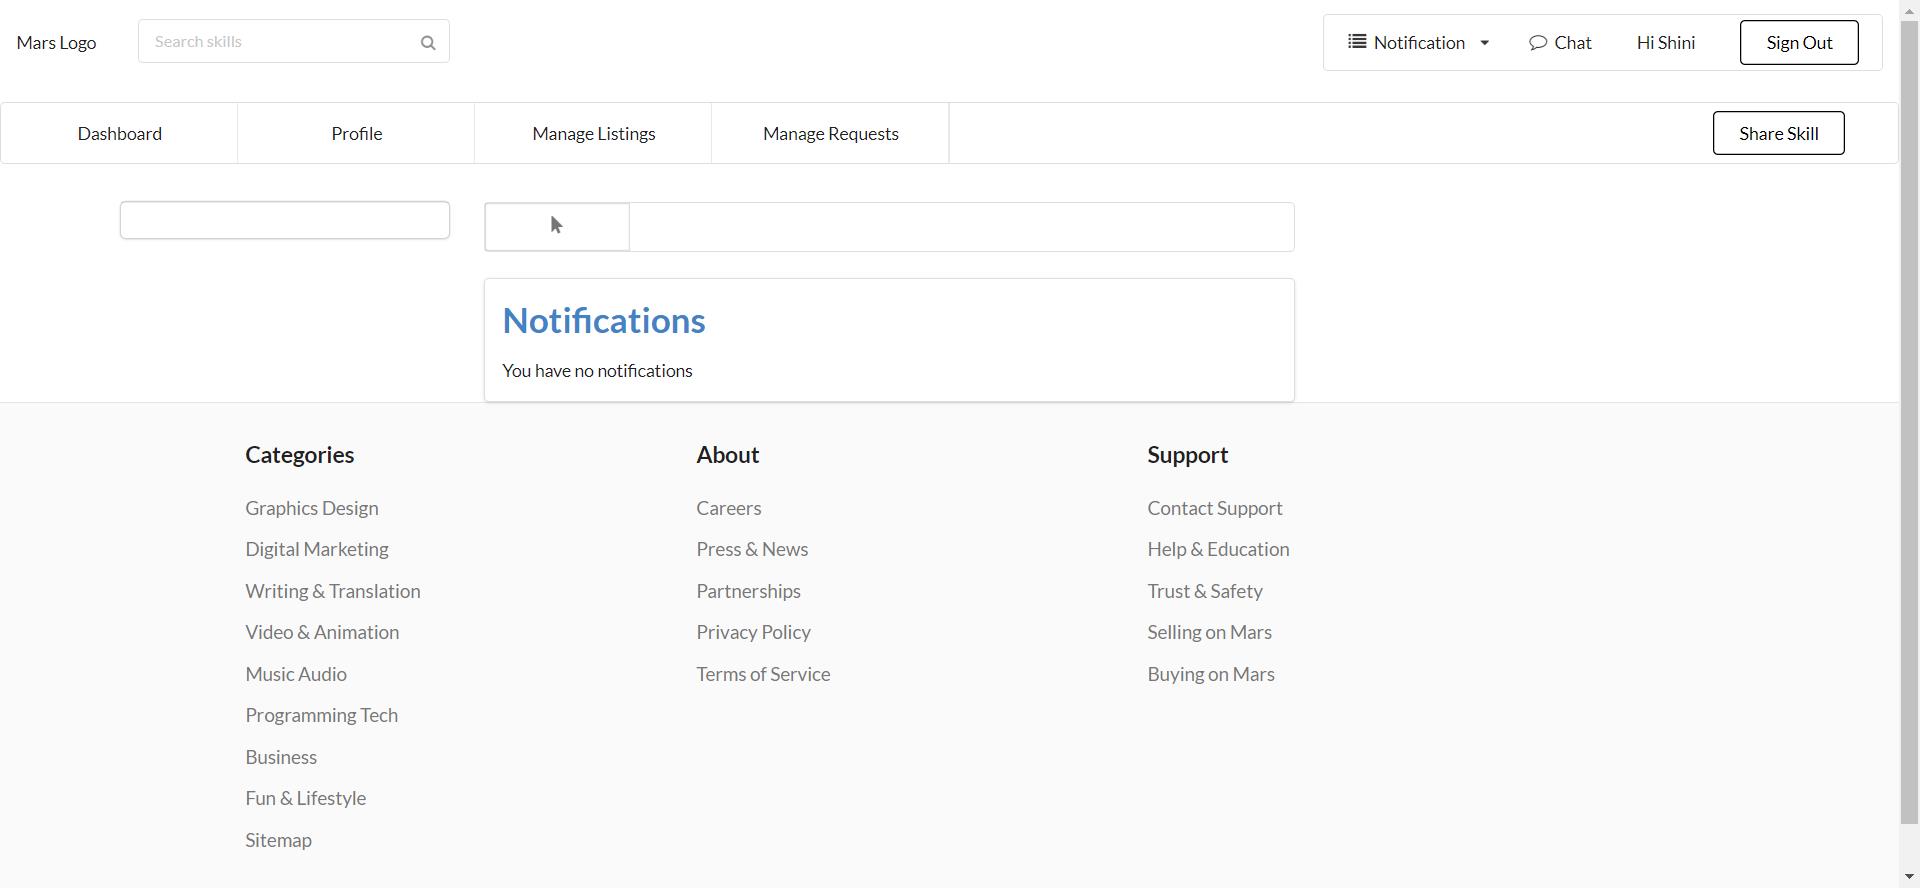 Mars Logo
Search skills
Notification
Chat
Hi Shini
Sign Out
Dashboard
Profile
Manage Listings
Manage Requests
Share Skill
Notifications
You have no notifications
Categories
Graphics Design
Digital Marketing
Writing & Translation
Video & Animation
Music Audio
Programming Tech
Business
Fun & Lifestyle
Sitemap
About
Careers
Press & News
Partnerships
Privacy Policy
Terms of Service
Support
Contact Support
Help & Education
Trust & Safety
Selling on Mars
Buying on Mars